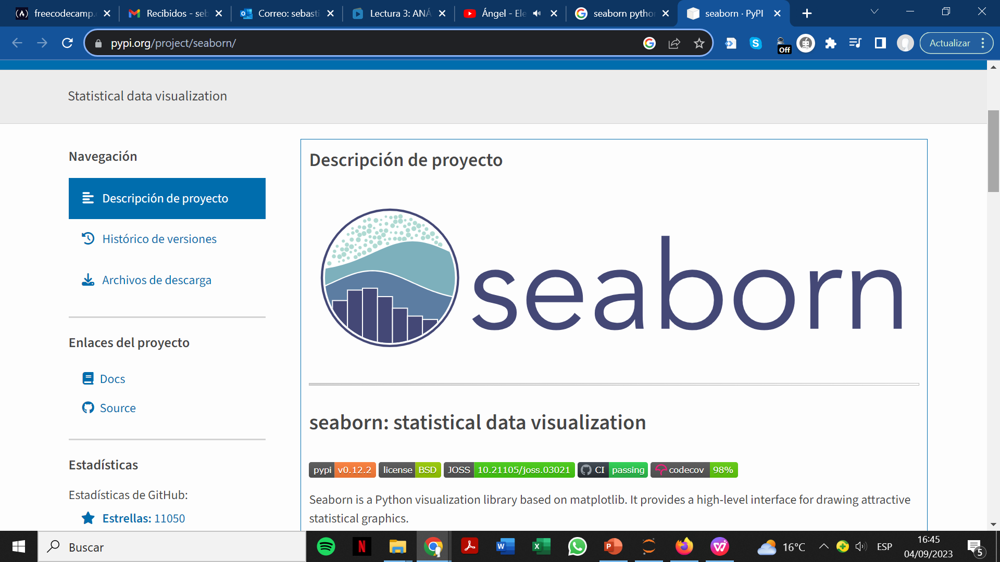 freecodecamp.
Recibidos - seb
Correo: sebasti
Lectura 3: ANÁ
Ángel - Ele
seaborn pytho
seaborn · PyPI
pypi.org/project/seaborn/
Off
Actualizar
Statistical data visualization
Navegación
Descripción de proyecto
Histórico de versiones
Archivos de descarga
Enlaces del proyecto
Docs
Source
Estadísticas
Estadísticas de GitHub:
Estrellas: 11050
Descripción de proyecto
seaborn
seaborn: statistical data visualization
pypi v0.12.2 license BSD JOSS 10.21105/joss.03021 CI passing codecov 98%
Seaborn is a Python visualization library based on matplotlib. It provides a high-level interface for drawing attractive
statistical graphics.
Buscar
16°C
ESP
16:45
04/09/2023
5